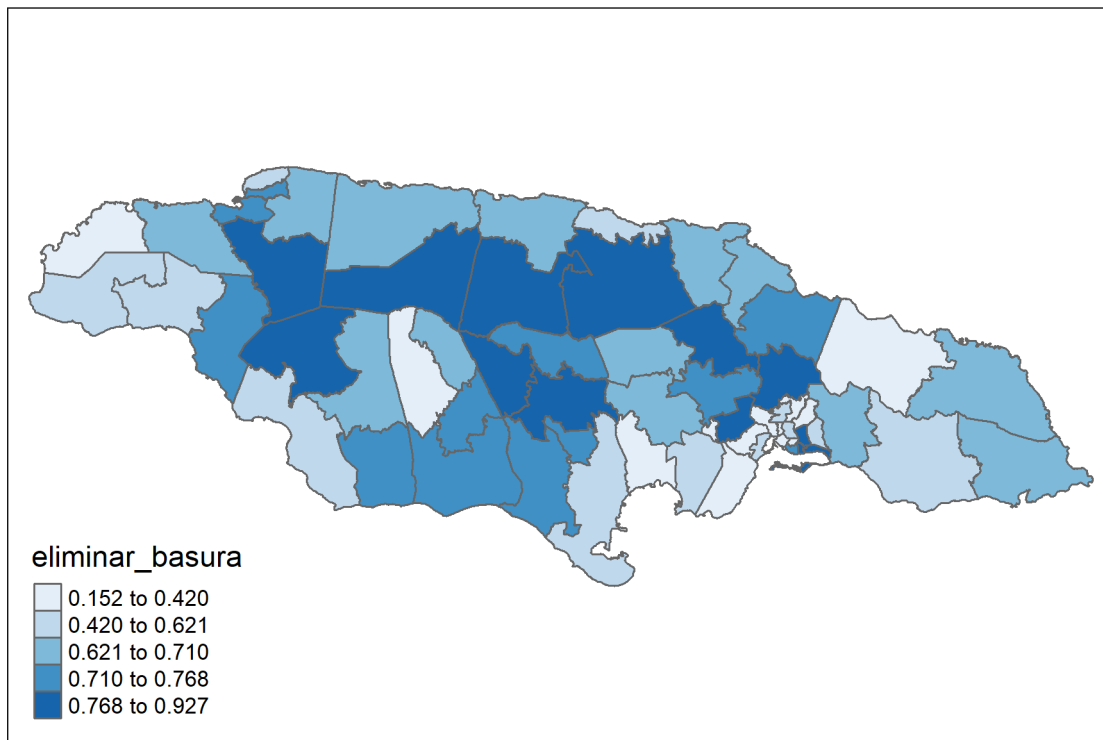 eliminar_basura
0.152 to 0.420
0.420 to 0.621
0.621 to 0.710
0.710 to 0.768
0.768 to 0.927